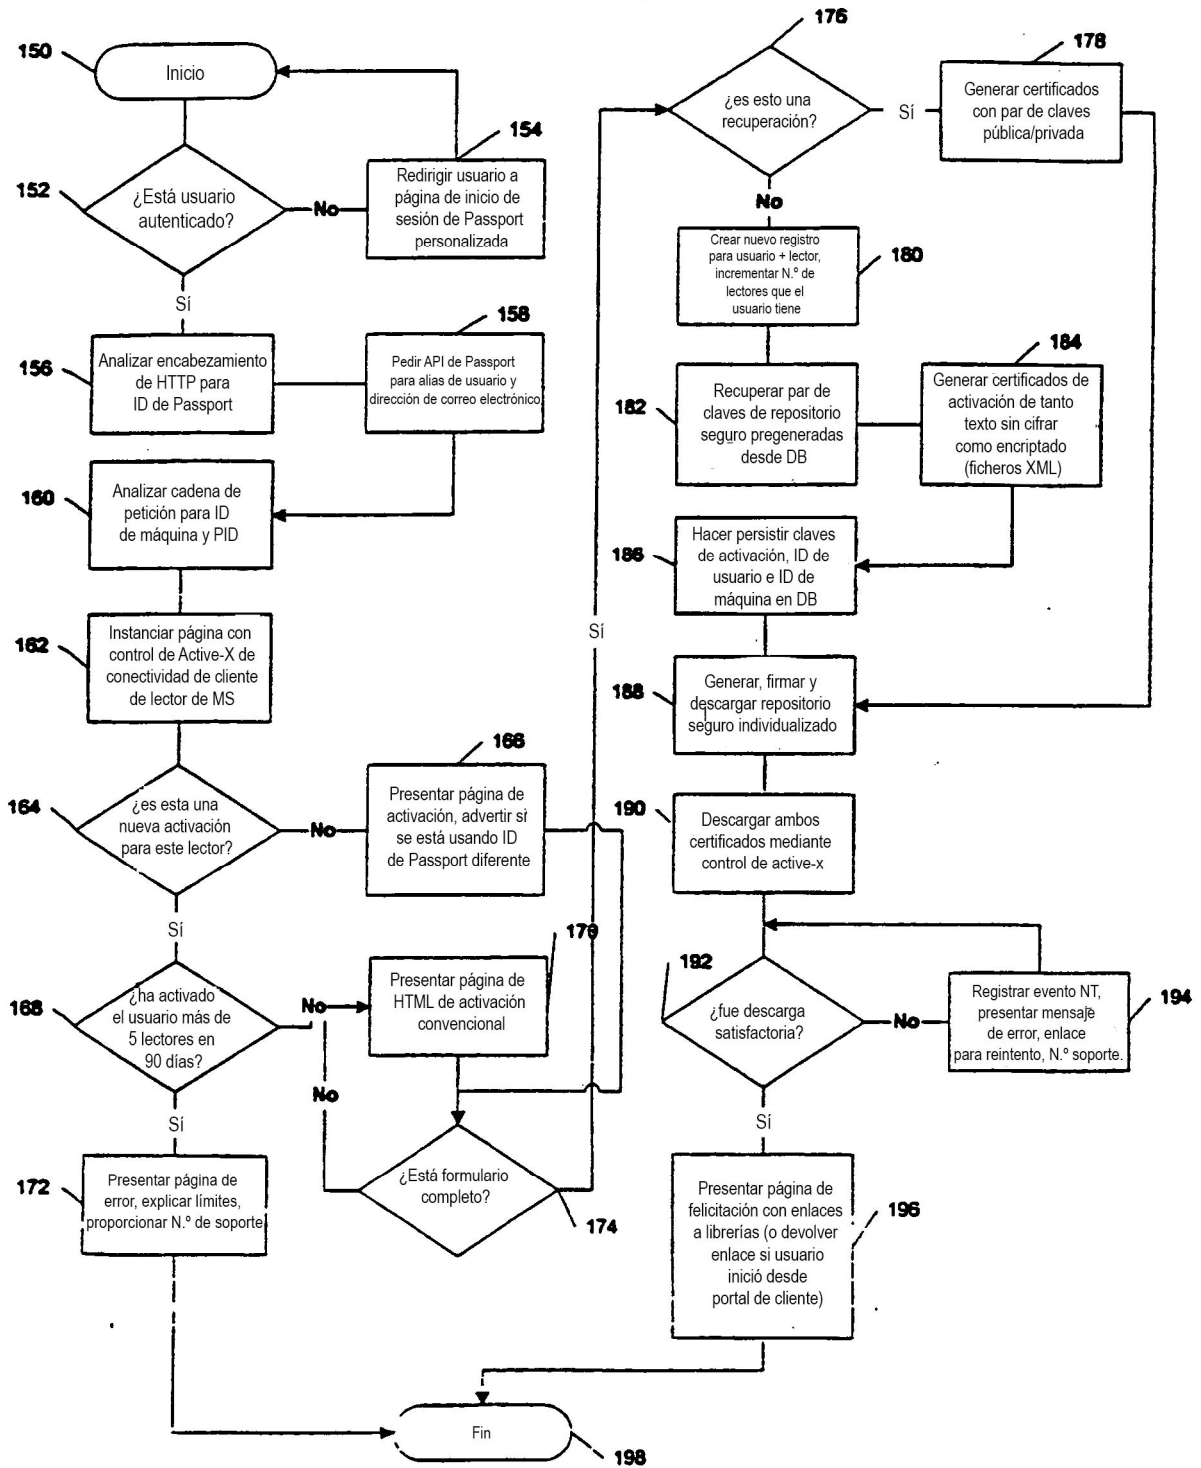 150
Inicio
152
¿Está usuario
autenticado?
No
154
Redirigir usuario a
página de inicio de
sesión de Passport
personalizada
Sí
156
Analizar encabezamiento
de HTTP para
ID de Passport
158
Pedir API de Passport
para alias de usuario y
dirección de correo electrónico
160
Analizar cadena de
petición para ID
de máquina y PID
162
Instanciar página con
control de Active-X de
conectividad de cliente
de lector de MS
164
¿es esta una
nueva activación
para este lector?
No
166
Presentar página de
activación, advertir si
se está usando ID
de Passport diferente
Sí
168
¿ha activado
el usuario más de
5 lectores en
90 días?
No
170
Presentar página de
HTML de activación
convencional
No
Sí
172
Presentar página de
error, explicar límites,
proporcionar N.º de soporte
¿Está formulario
completo?
174
Sí
176
¿es esto una
recuperación?
Sí
178
Generar certificados
con par de claves
pública/privada
No
180
Crear nuevo registro
para usuario + lector,
incrementar N.º de
lectores que el
usuario tiene
182
Recuperar par de
claves de repositorio
seguro pregeneradas
desde DB
184
Generar certificados de
activación de tanto
texto sin cifrar
como encriptado
(ficheros XML)
186
Hacer persistir claves
de activación, ID de
usuario e ID de
máquina en DB
188
Generar, firmar y
descargar repositorio
seguro individualizado
190
Descargar ambos
certificados mediante
control de active-x
192
¿fue descarga
satisfactoria?
No
194
Registrar evento NT,
presentar mensaje
de error, enlace
para reintento, N.º soporte.
Sí
196
Presentar página de
felicitación con enlaces
a librerías (o devolver
enlace si usuario
inició desde
portal de cliente)
Fin
198